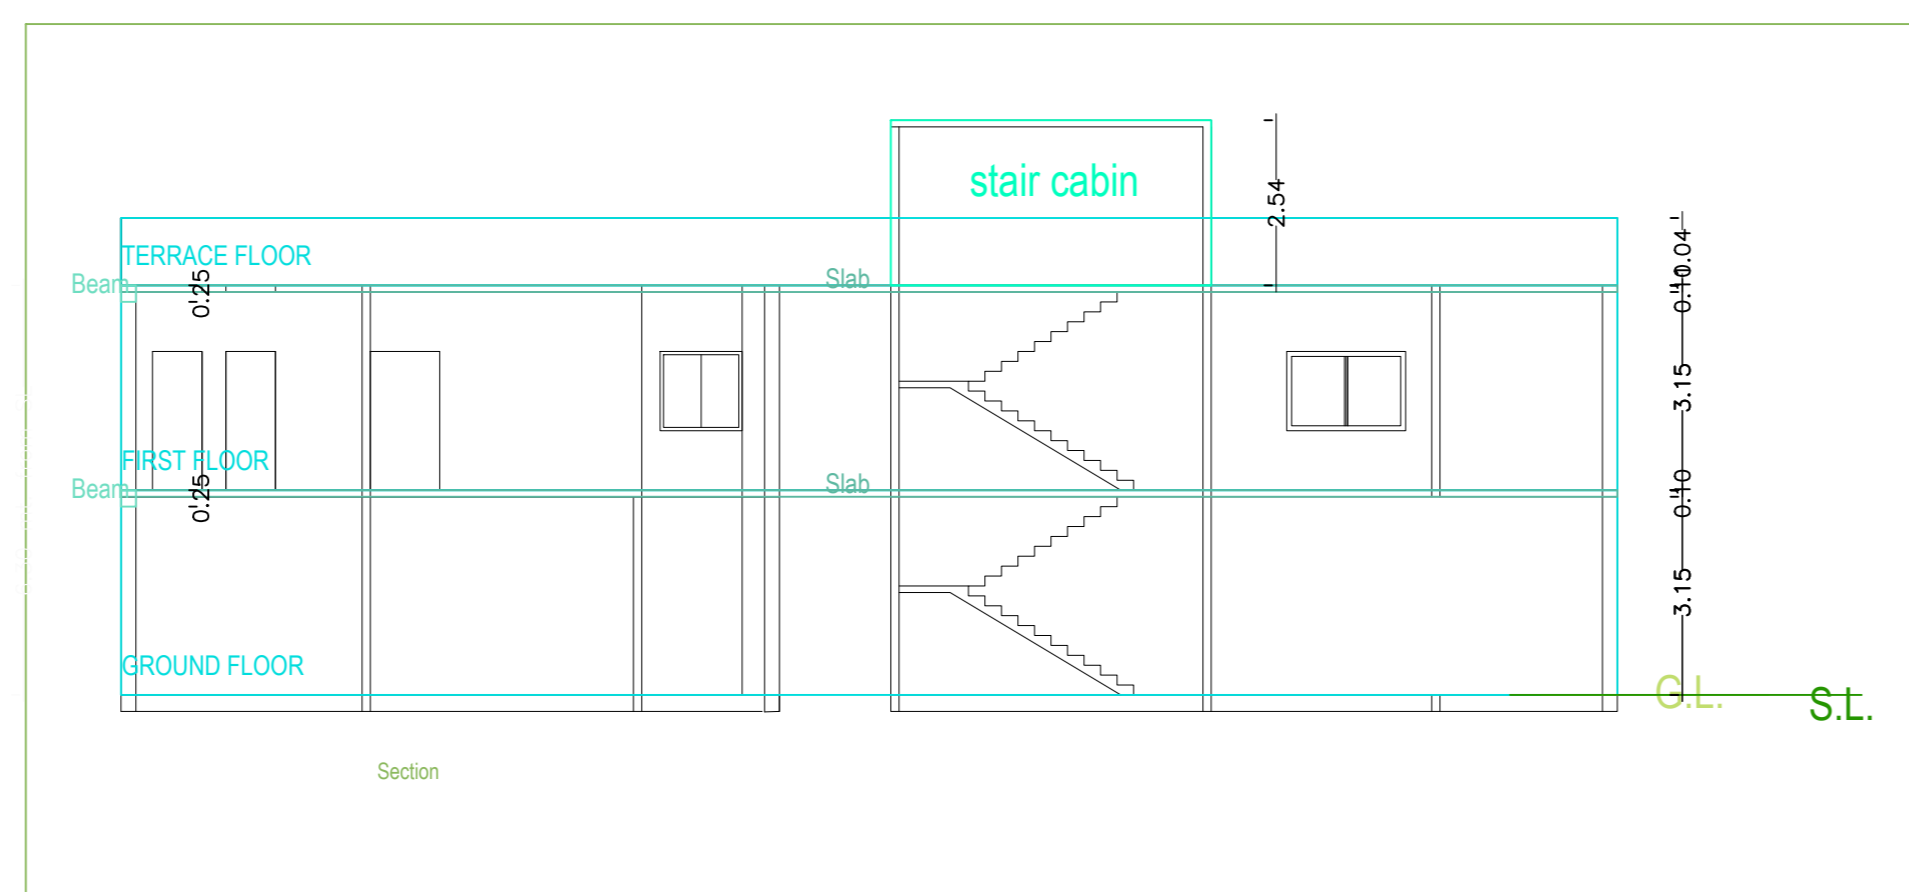 stair cabin
2.54
TERRACE FLOOR
1.04
Beam
0.25
Slab
0.10
3.15
FIRST FLOOR
Beam
0.25
Slab
0.10
3.15
GROUND FLOOR
G.L.
S.L.
Section